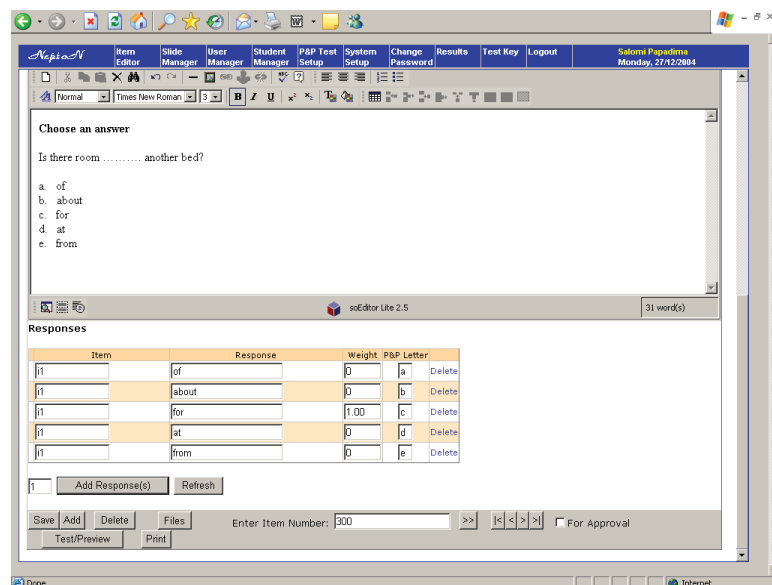 NeptoN
Item Editor
Slide Manager
User Manager
Student Manager
P&P Test Setup
System Setup
Change Password
Results
Test Key
Logout
Salomi Papadima
Monday, 27/12/2004
Normal
Times New Roman
3
B I U x² x₂
Choose an answer
Is there room .......... another bed?
a. of
b. about
c. for
d. at
e. from
soEditor Lite 2.5
31 word(s)
Responses
Item Response Weight P&P Letter
i1 of 0 a Delete
i1 about 0 b Delete
i1 for 1.00 c Delete
i1 at 0 d Delete
i1 from 0 e Delete
1 Add Response(s) Refresh
Save Add Delete Files Enter Item Number: 300 >> |< < > >| For Approval
Test/Preview Print
Done
Internet